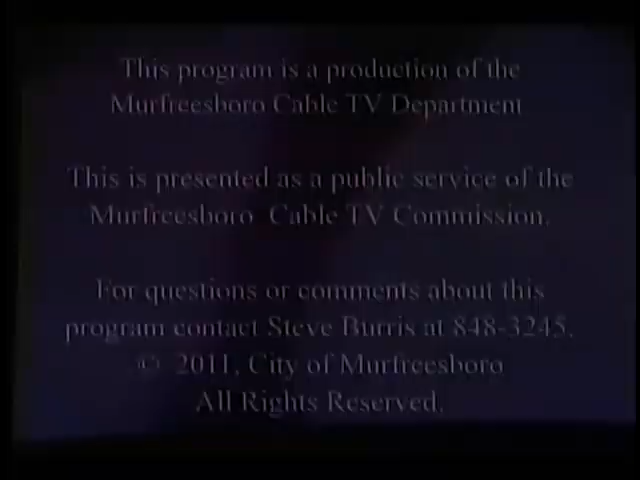 This program is a production of the
Murfreesboro Cable TV Department
This is presented as a public service of the
Murfreesboro Cable TV Commission.
For questions or comments about this
program contact Steve Burris at 848-3245.
© 2011, City of Murfreesboro
All Rights Reserved.